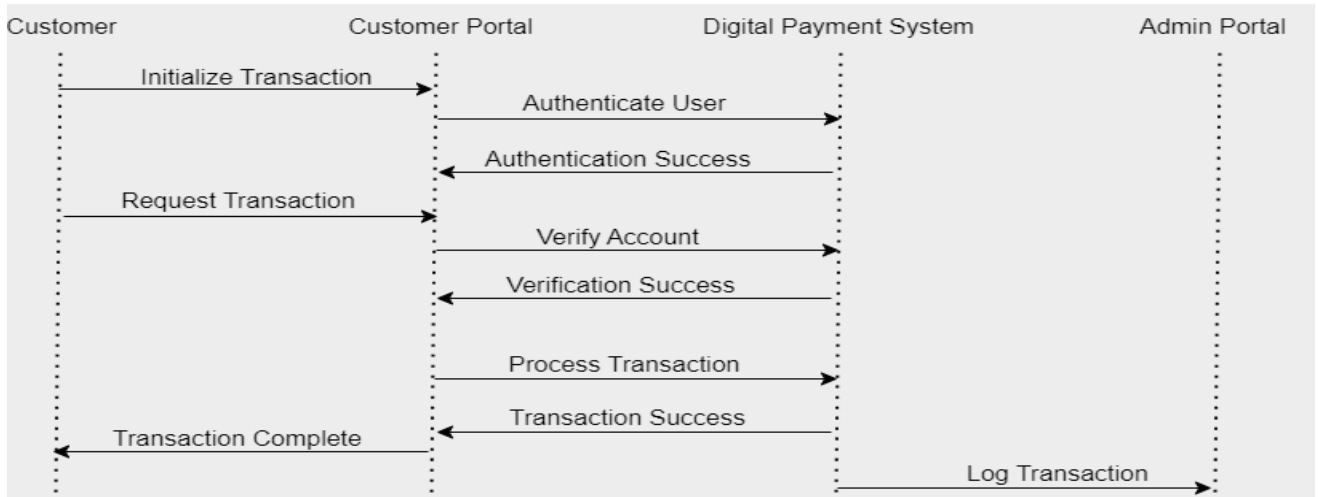 Customer
Customer Portal
Digital Payment System
Admin Portal
Initialize Transaction
Authenticate User
Authentication Success
Request Transaction
Verify Account
Verification Success
Process Transaction
Transaction Success
Transaction Complete
Log Transaction